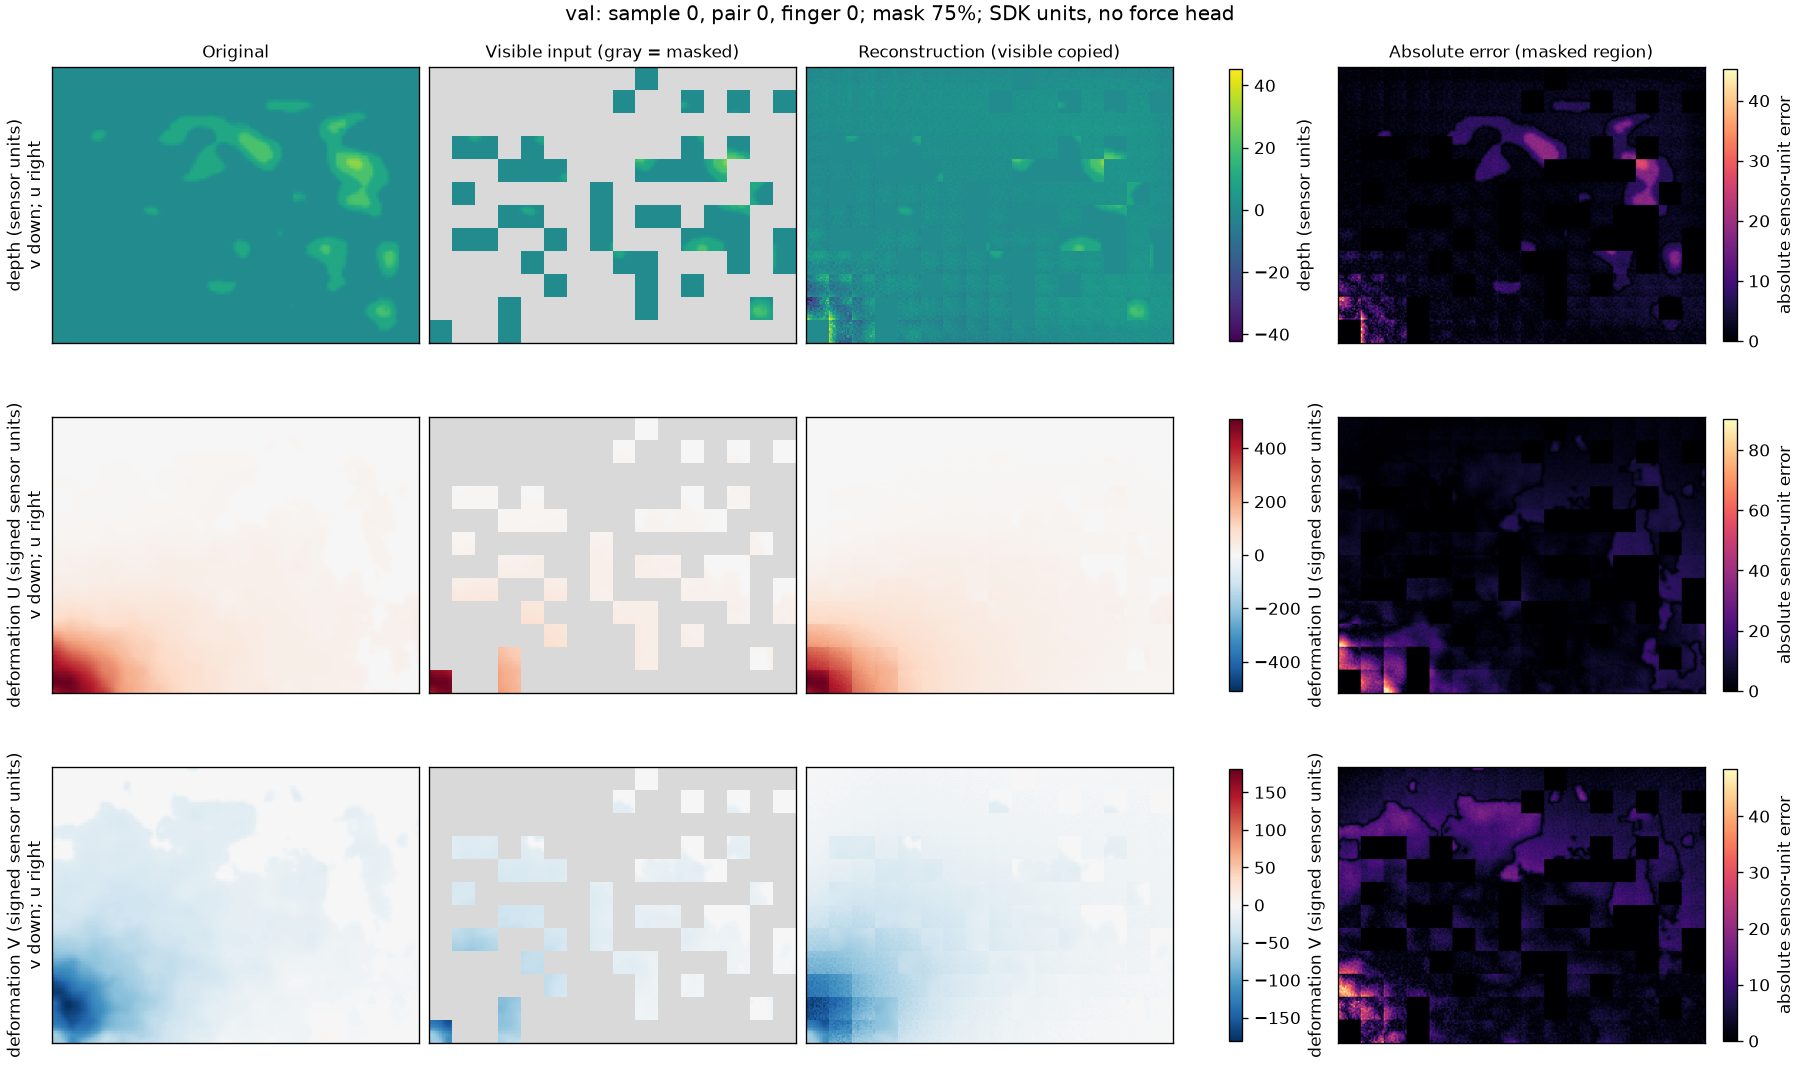 val: sample 0, pair 0, finger 0; mask 75%; SDK units, no force head
Original
Visible input (gray = masked)
Reconstruction (visible copied)
Absolute error (masked region)
depth (sensor units)
v down; u right
40
20
0
−20
−40
depth (sensor units)
40
30
20
10
0
absolute sensor-unit error
deformation U (signed sensor units)
v down; u right
400
200
0
−200
−400
deformation U (signed sensor units)
80
60
40
20
0
absolute sensor-unit error
deformation V (signed sensor units)
v down; u right
150
100
50
0
−50
−100
−150
deformation V (signed sensor units)
40
30
20
10
0
absolute sensor-unit error